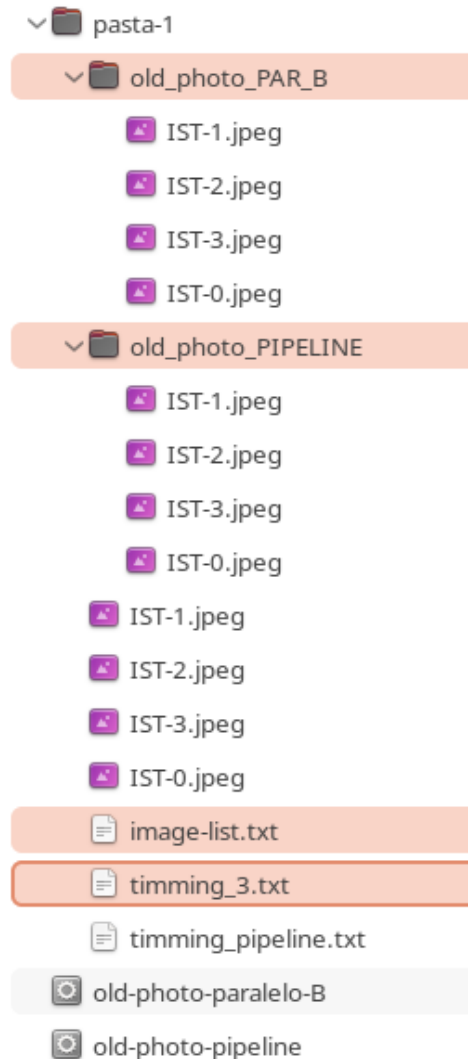 pasta-1
old_photo_PAR_B
IST-1.jpeg
IST-2.jpeg
IST-3.jpeg
IST-0.jpeg
old_photo_PIPELINE
IST-1.jpeg
IST-2.jpeg
IST-3.jpeg
IST-0.jpeg
IST-1.jpeg
IST-2.jpeg
IST-3.jpeg
IST-0.jpeg
image-list.txt
timming_3.txt
timming_pipeline.txt
old-photo-paralelo-B
old-photo-pipeline